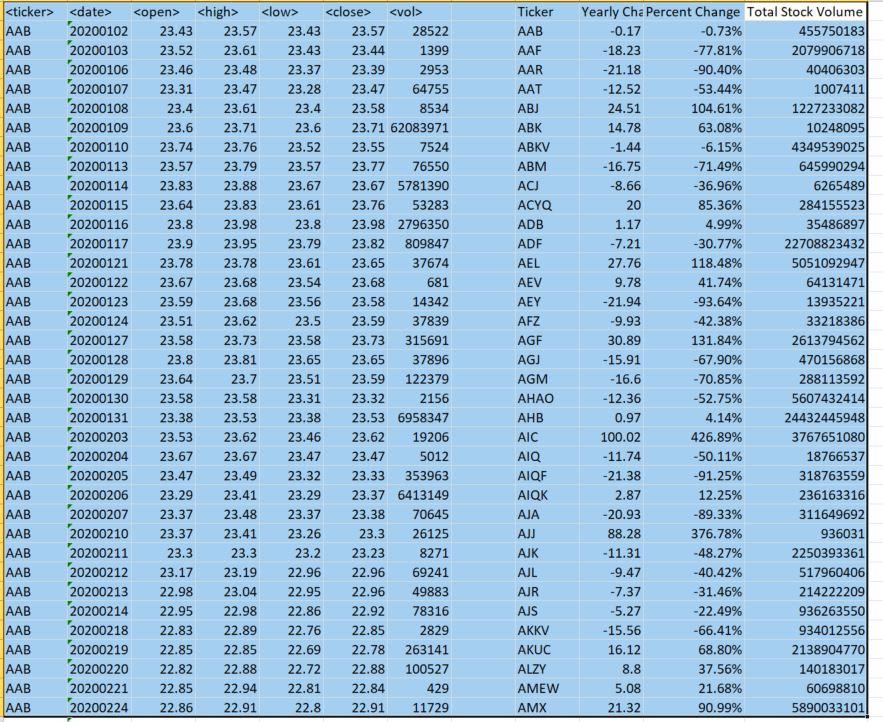 <ticker> <date> <open> <high> <low> <close> <vol> Ticker Yearly Cha Percent Change Total Stock Volume
AAB 20200102 23.43 23.57 23.43 23.57 28522 AAB -0.17 -0.73% 455750183
AAB 20200103 23.52 23.61 23.43 23.44 1399 AAF -18.23 -77.81% 2079906718
AAB 20200106 23.46 23.48 23.37 23.39 2953 AAR -21.18 -90.40% 40406303
AAB 20200107 23.31 23.47 23.28 23.47 64755 AAT -12.52 -53.44% 1007411
AAB 20200108 23.4 23.61 23.4 23.58 8534 ABJ 24.51 104.61% 1227233082
AAB 20200109 23.6 23.71 23.6 23.71 62083971 ABK 14.78 63.08% 10248095
AAB 20200110 23.74 23.76 23.52 23.55 7524 ABKV -1.44 -6.15% 4349539025
AAB 20200113 23.57 23.79 23.57 23.77 76550 ABM -16.75 -71.49% 645990294
AAB 20200114 23.83 23.88 23.67 23.67 5781390 ACJ -8.66 -36.96% 6265489
AAB 20200115 23.64 23.83 23.61 23.76 53283 ACYQ 20 85.36% 284155523
AAB 20200116 23.8 23.98 23.8 23.98 2796350 ADB 1.17 4.99% 35486897
AAB 20200117 23.9 23.95 23.79 23.82 809847 ADF -7.21 -30.77% 22708823432
AAB 20200121 23.78 23.78 23.61 23.65 37674 AEL 27.76 118.48% 5051092947
AAB 20200122 23.67 23.68 23.54 23.68 681 AEV 9.78 41.74% 64131471
AAB 20200123 23.59 23.68 23.56 23.58 14342 AEY -21.94 -93.64% 13935221
AAB 20200124 23.51 23.62 23.5 23.59 37839 AFZ -9.93 -42.38% 33218386
AAB 20200127 23.58 23.73 23.58 23.73 315691 AGF 30.89 131.84% 2613794562
AAB 20200128 23.8 23.81 23.65 23.65 37896 AGJ -15.91 -67.90% 470156868
AAB 20200129 23.64 23.7 23.51 23.59 122379 AGM -16.6 -70.85% 288113592
AAB 20200130 23.58 23.58 23.31 23.32 2156 AHAO -12.36 -52.75% 5607432414
AAB 20200131 23.38 23.53 23.38 23.53 6958347 AHB 0.97 4.14% 24432445948
AAB 20200203 23.53 23.62 23.46 23.62 19206 AIC 100.02 426.89% 3767651080
AAB 20200204 23.67 23.67 23.47 23.47 5012 AIQ -11.74 -50.11% 18766537
AAB 20200205 23.47 23.49 23.32 23.33 353963 AIQF -21.38 -91.25% 318763559
AAB 20200206 23.29 23.41 23.29 23.37 6413149 AIQK 2.87 12.25% 236163316
AAB 20200207 23.37 23.48 23.37 23.38 70645 AJA -20.93 -89.33% 311649692
AAB 20200210 23.37 23.41 23.26 23.3 26125 AJJ 88.28 376.78% 936031
AAB 20200211 23.3 23.3 23.2 23.23 8271 AJK -11.31 -48.27% 2250393361
AAB 20200212 23.17 23.19 22.96 22.96 69241 AJL -9.47 -40.42% 517960406
AAB 20200213 22.98 23.04 22.95 22.96 49883 AJR -7.37 -31.46% 214222209
AAB 20200214 22.95 22.98 22.86 22.92 78316 AJS -5.27 -22.49% 936263550
AAB 20200218 22.83 22.89 22.76 22.85 2829 AKKV -15.56 -66.41% 934012556
AAB 20200219 22.85 22.85 22.69 22.78 263141 AKUC 16.12 68.80% 2138904770
AAB 20200220 22.82 22.88 22.72 22.88 100527 ALZY 8.8 37.56% 140183017
AAB 20200221 22.85 22.94 22.81 22.84 429 AMEW 5.08 21.68% 60698810
AAB 20200224 22.86 22.91 22.8 22.91 11729 AMX 21.32 90.99% 5890033101